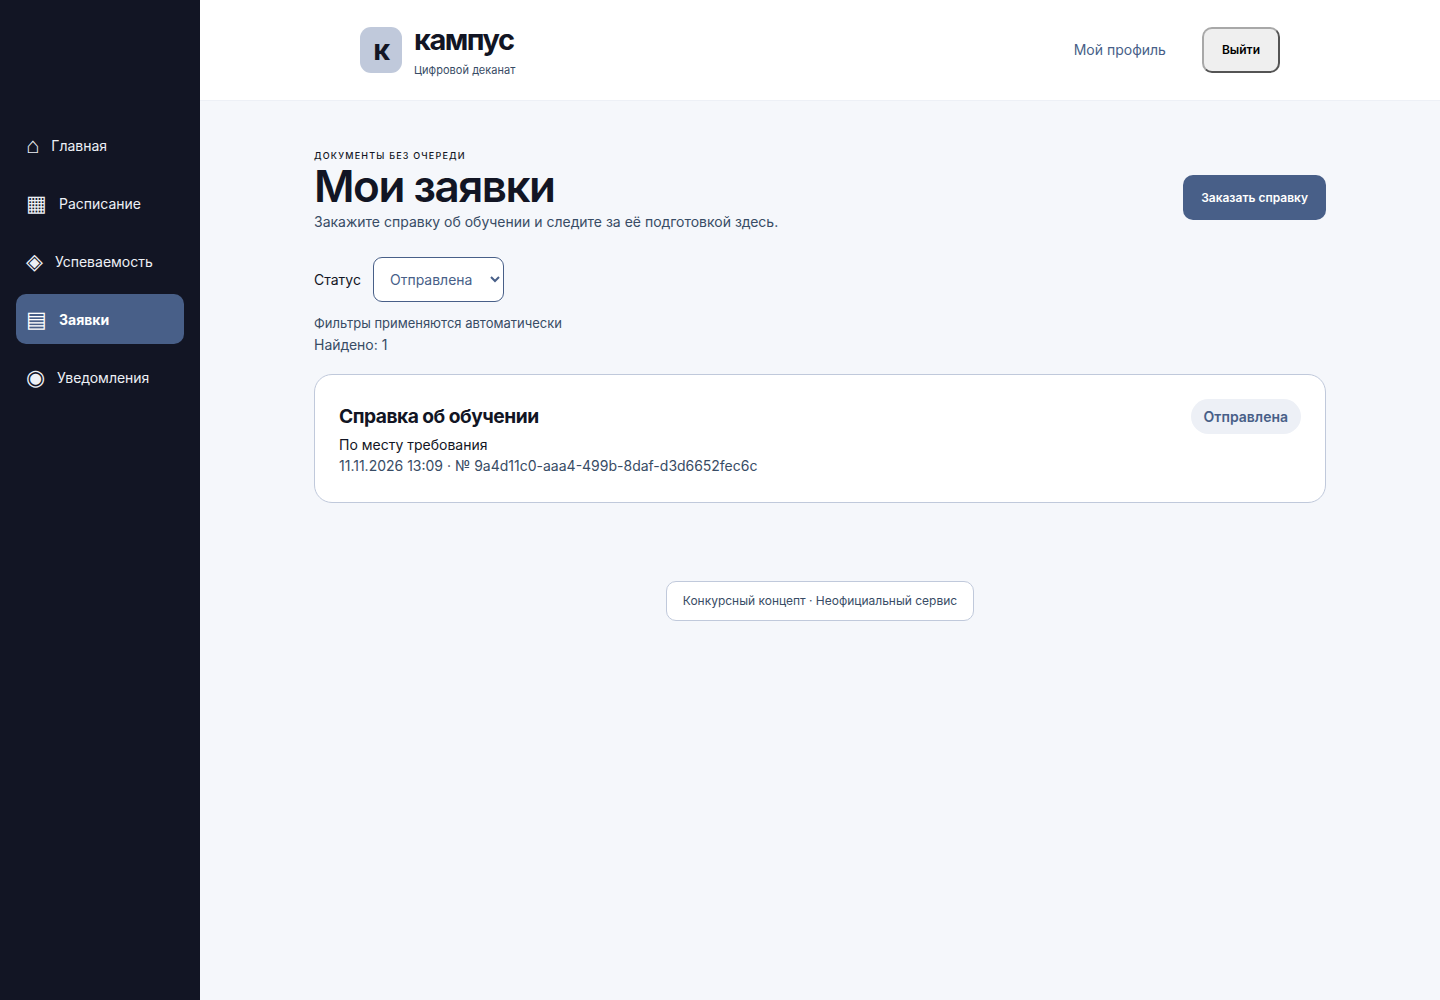 к
кампус
Цифровой деканат
Мой профиль
Выйти
Главная
Расписание
Успеваемость
Заявки
Уведомления
ДОКУМЕНТЫ БЕЗ ОЧЕРЕДИ
Мои заявки
Закажите справку об обучении и следите за её подготовкой здесь.
Заказать справку
Статус
Отправлена
Фильтры применяются автоматически
Найдено: 1
Справка об обучении
Отправлена
По месту требования
11.11.2026 13:09 · № 9a4d11c0-aaa4-499b-8daf-d3d6652fec6c
Конкурсный концепт · Неофициальный сервис